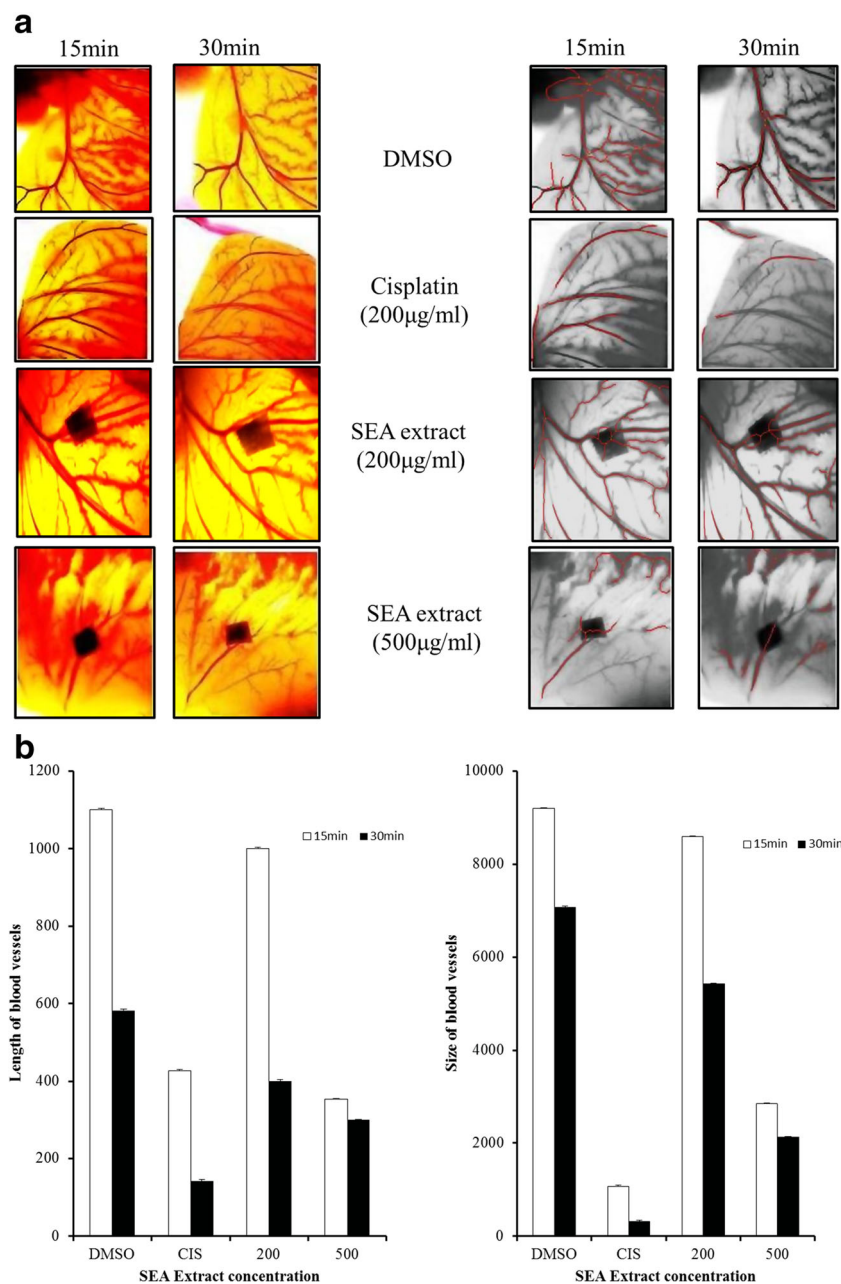 a
15min 30min 15min 30min
DMSO
Cisplatin
(200µg/ml)
SEA extract
(200µg/ml)
SEA extract
(500µg/ml)
b
1200
1000
800
600
400
200
0
Length of blood vessels
15min 30min
DMSO CIS 200 500
SEA Extract concentration
10000
8000
6000
4000
2000
0
Size of blood vessels
15min 30min
DMSO CIS 200 500
SEA Extract concentration